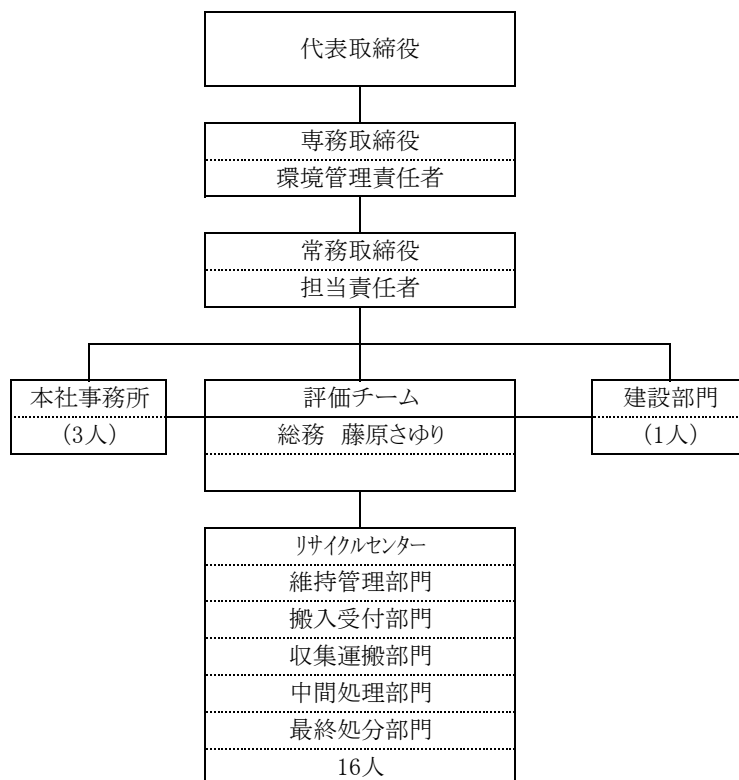 代表取締役
専務取締役
環境管理責任者
常務取締役
担当責任者
本社事務所
(3人)
評価チーム
総務 藤原さゆり
建設部門
(1人)
リサイクルセンター
維持管理部門
搬入受付部門
収集運搬部門
中間処理部門
最終処分部門
16人